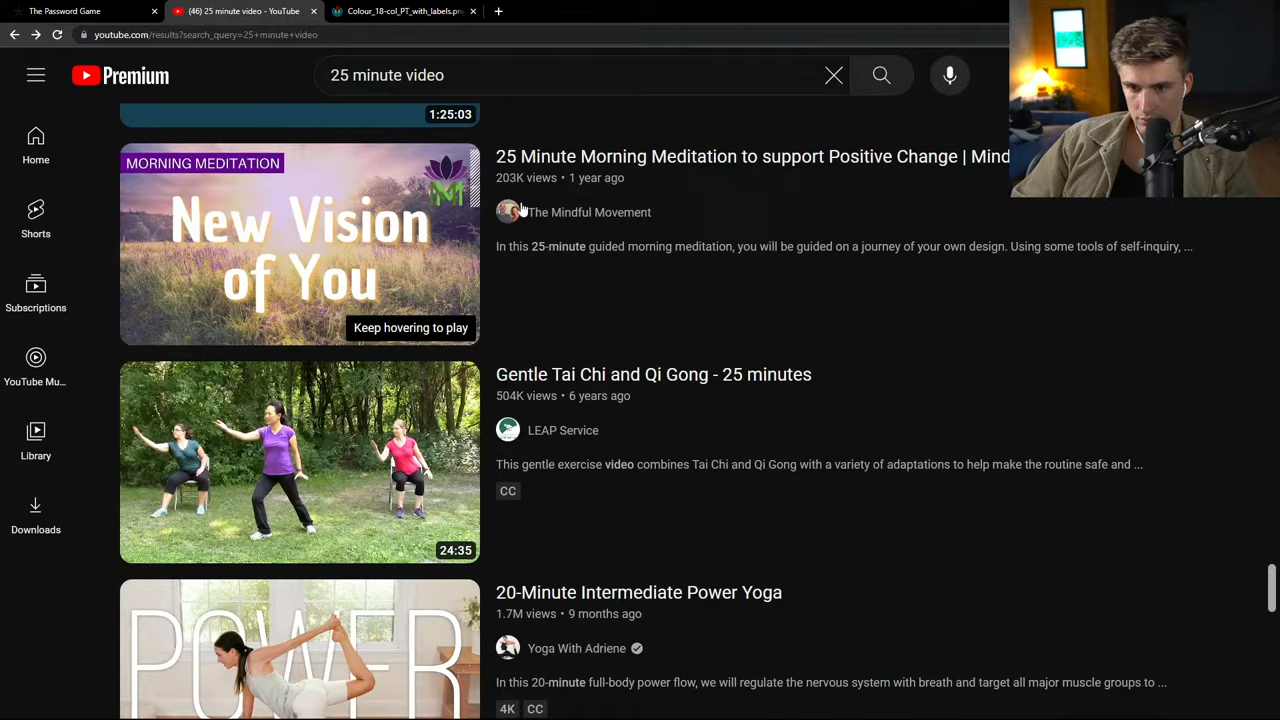 The Password Game
(46) 25 minute video - YouTube
Colour_18-col_PT_with_labels.pn
youtube.com/results?search_query=25+minute+video
Premium
25 minute video
Home
Shorts
Subscriptions
YouTube Mu...
Library
Downloads
1:25:03
MORNING MEDITATION
New Vision
of You
Keep hovering to play
25 Minute Morning Meditation to support Positive Change | Mind
203K views • 1 year ago
The Mindful Movement
In this 25-minute guided morning meditation, you will be guided on a journey of your own design. Using some tools of self-inquiry, ...
24:35
Gentle Tai Chi and Qi Gong - 25 minutes
504K views • 6 years ago
LEAP Service
This gentle exercise video combines Tai Chi and Qi Gong with a variety of adaptations to help make the routine safe and ...
CC
POWER
20-Minute Intermediate Power Yoga
1.7M views • 9 months ago
Yoga With Adriene
In this 20-minute full-body power flow, we will regulate the nervous system with breath and target all major muscle groups to ...
4K CC